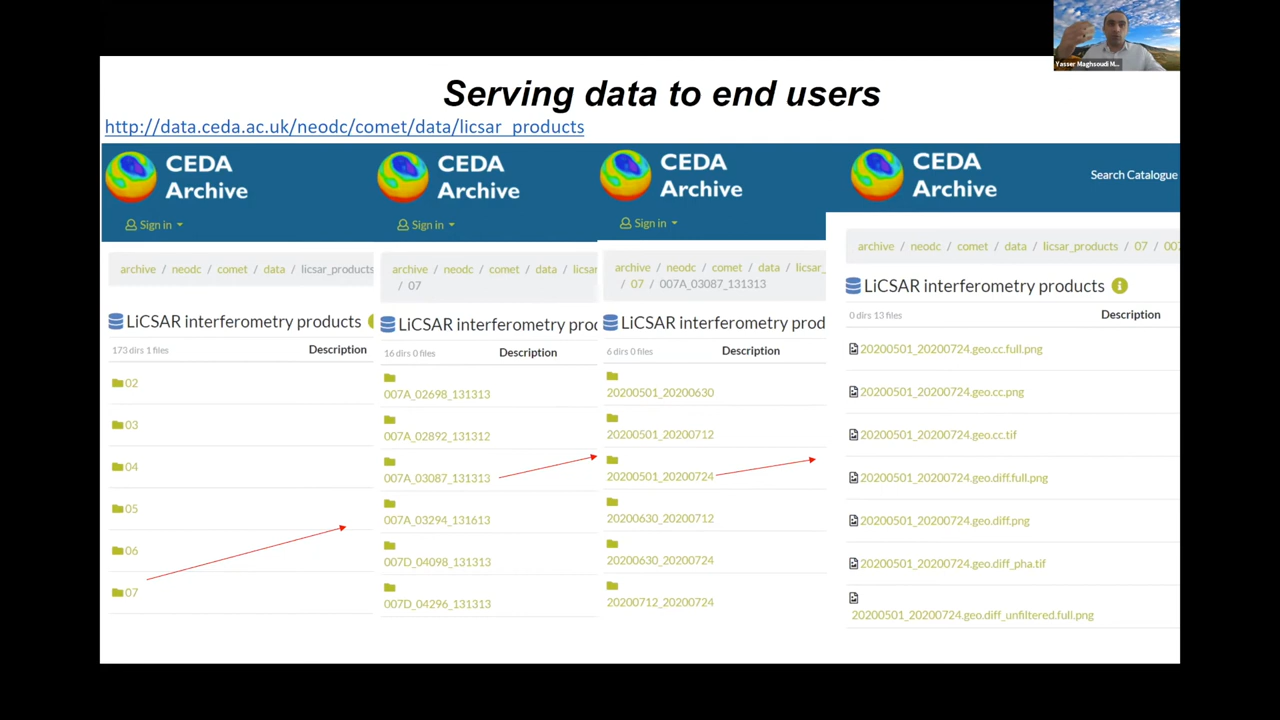 Yasser Maghsoudi M...
Serving data to end users
http://data.ceda.ac.uk/neodc/comet/data/licsar_products
CEDA
Archive
Sign in
archive / neodc / comet / data / licsar_products
LiCSAR interferometry products
173 dirs 1 files
Description
02
03
04
05
06
07
CEDA
Archive
Sign in
archive / neodc / comet / data / licsar
/ 07
LiCSAR interferometry prod
16 dirs 0 files
Description
007A_02698_131313
007A_02892_131312
007A_03087_131313
007A_03294_131613
007D_04098_131313
007D_04296_131313
CEDA
Archive
Sign in
archive / neodc / comet / data / licsar_
/ 07 / 007A_03087_131313
LiCSAR interferometry prod
6 dirs 0 files
Description
20200501_20200630
20200501_20200712
20200501_20200724
20200630_20200712
20200630_20200724
20200712_20200724
CEDA
Archive
Search Catalogue
archive / neodc / comet / data / licsar_products / 07 / 007
LiCSAR interferometry products
0 dirs 13 files
Description
20200501_20200724.geo.cc.full.png
20200501_20200724.geo.cc.png
20200501_20200724.geo.cc.tif
20200501_20200724.geo.diff.full.png
20200501_20200724.geo.diff.png
20200501_20200724.geo.diff_pha.tif
20200501_20200724.geo.diff_unfiltered.full.png